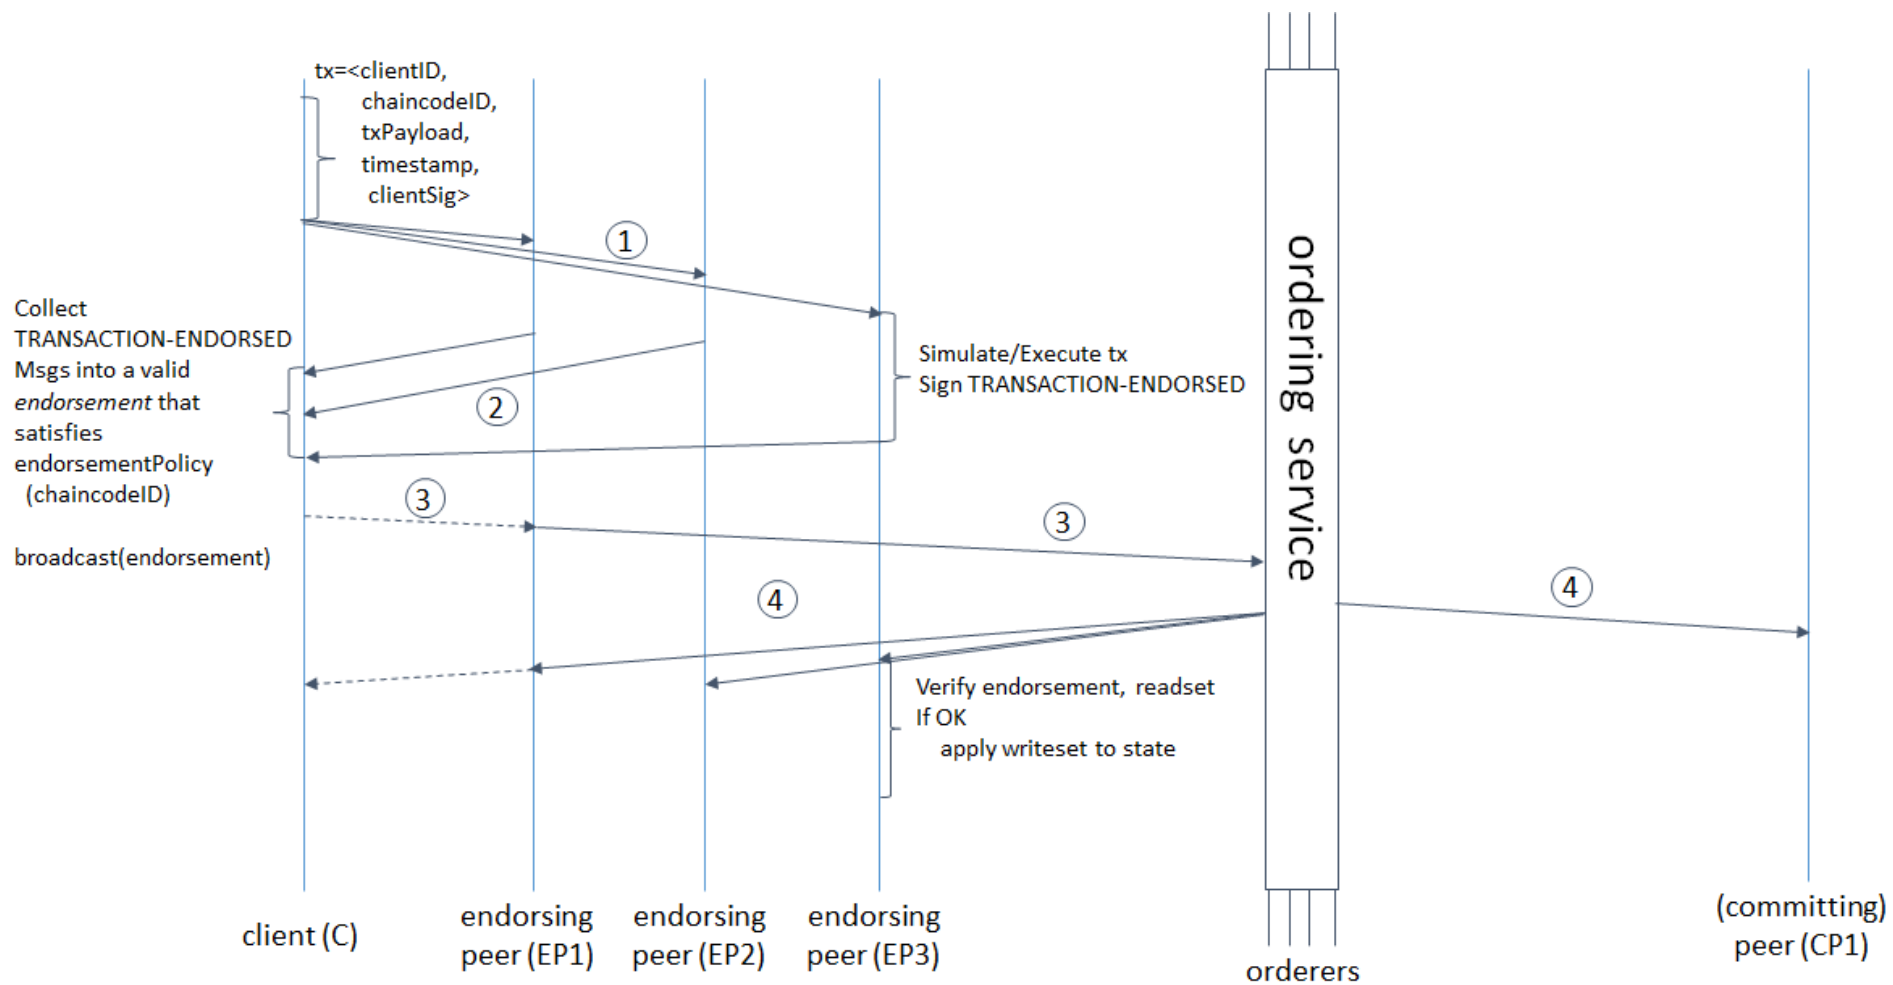 tx=<clientID,
chaincodeID,
txPayload,
timestamp,
clientSig>
1
Collect
TRANSACTION-ENDORSED
Msgs into a valid
endorsement that
satisfies
endorsementPolicy
(chaincodeID)
2
Simulate/Execute tx
Sign TRANSACTION-ENDORSED
ordering service
3
3
broadcast(endorsement)
4
4
Verify endorsement, readset
If OK
apply writeset to state
client (C)
endorsing
peer (EP1)
endorsing
peer (EP2)
endorsing
peer (EP3)
orderers
(committing)
peer (CP1)